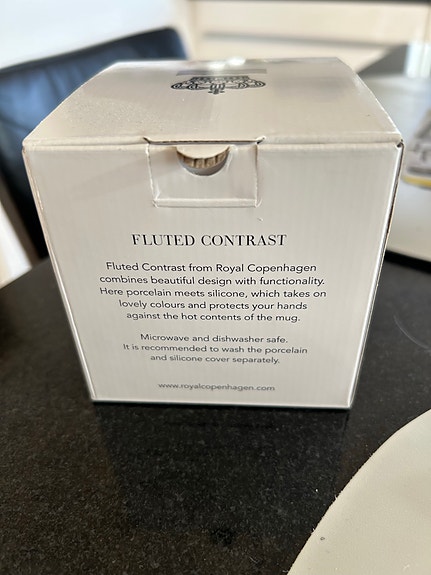 FLUTED CONTRAST
Fluted Contrast from Royal Copenhagen
combines beautiful design with functionality.
Here porcelain meets silicone, which takes on
lovely colours and protects your hands
against the hot contents of the mug.
Microwave and dishwasher safe.
It is recommended to wash the porcelain
and silicone cover separately.
www.royalcopenhagen.com